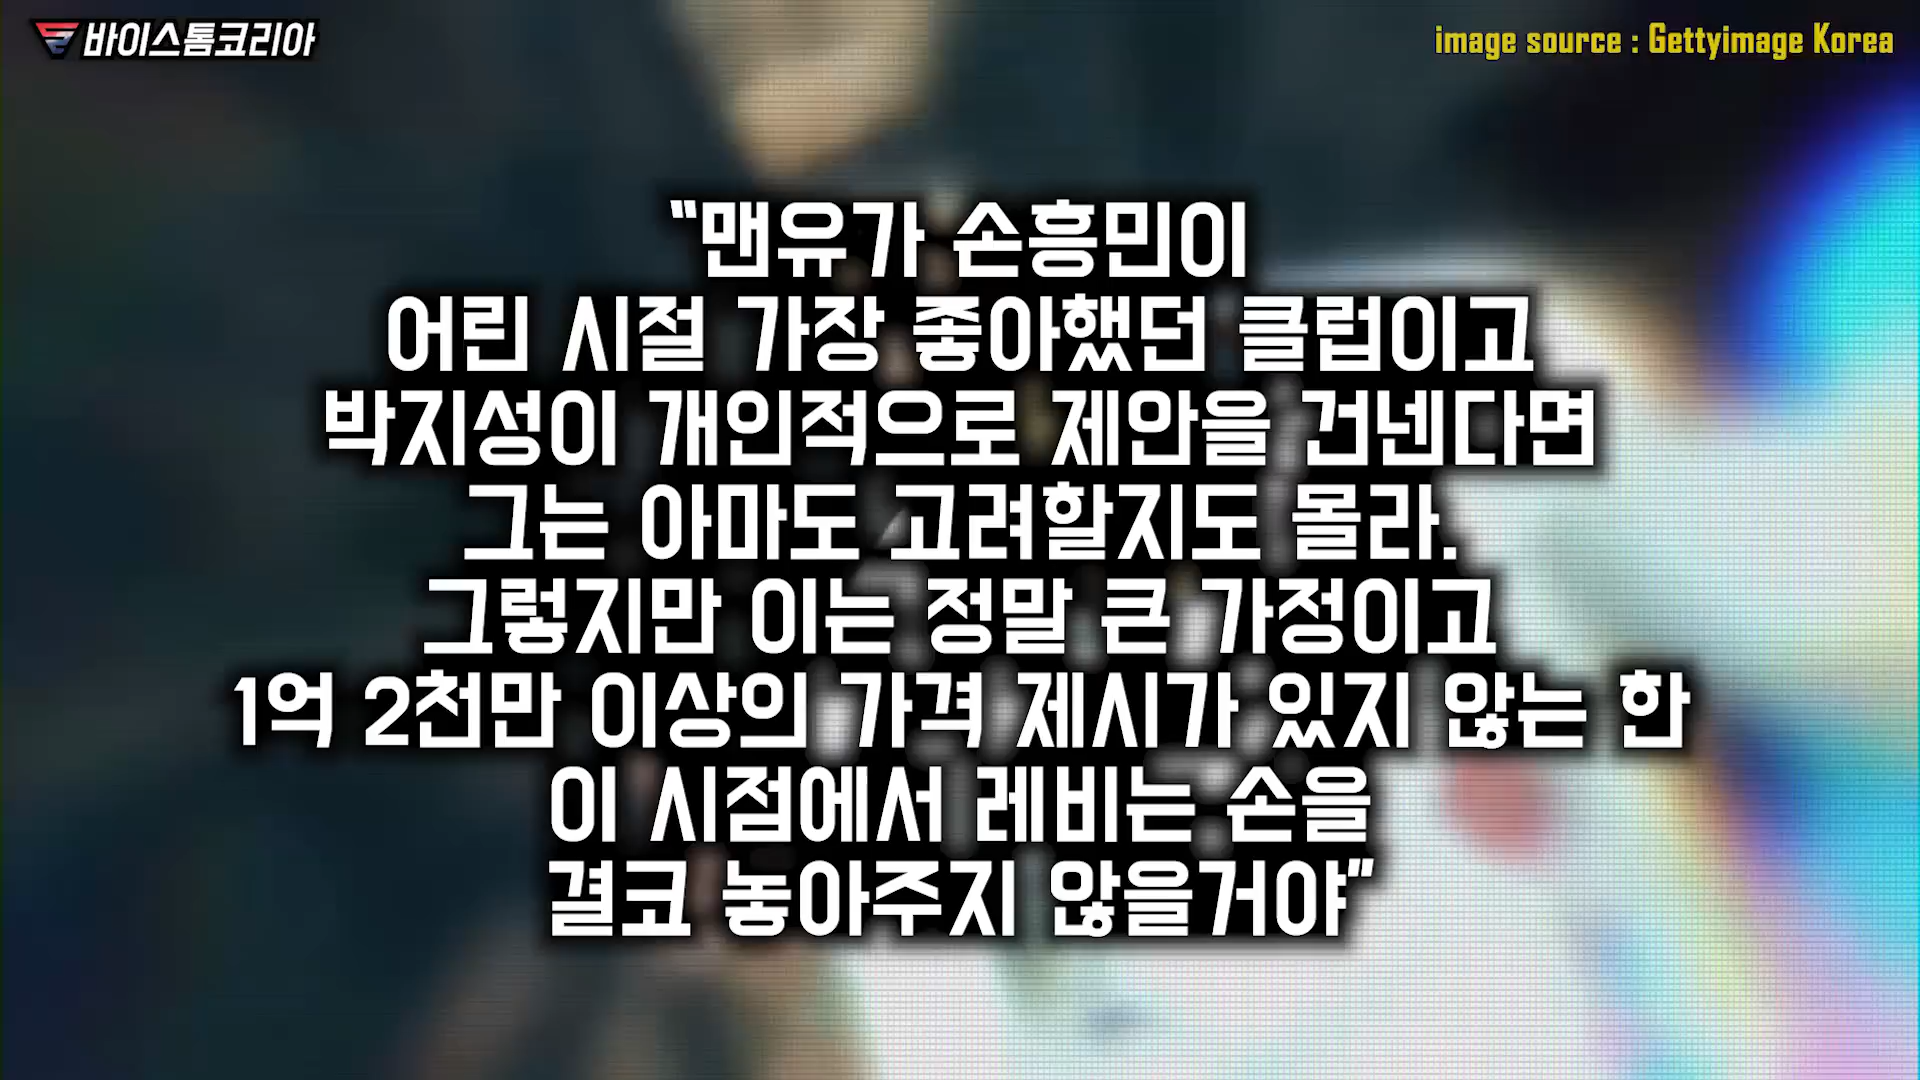 바이스톰코리아
image source : Gettyimage Korea
"맨유가 손흥민이
어린 시절 가장 좋아했던 클럽이고
박지성이 개인적으로 제안을 건넨다면
그는 아마도 고려할지도 몰라.
그렇지만 이는 정말 큰 가정이고
1억 2천만 이상의 가격 제시가 있지 않는 한
이 시점에서 레비는 손을
결코 놓아주지 않을거야"